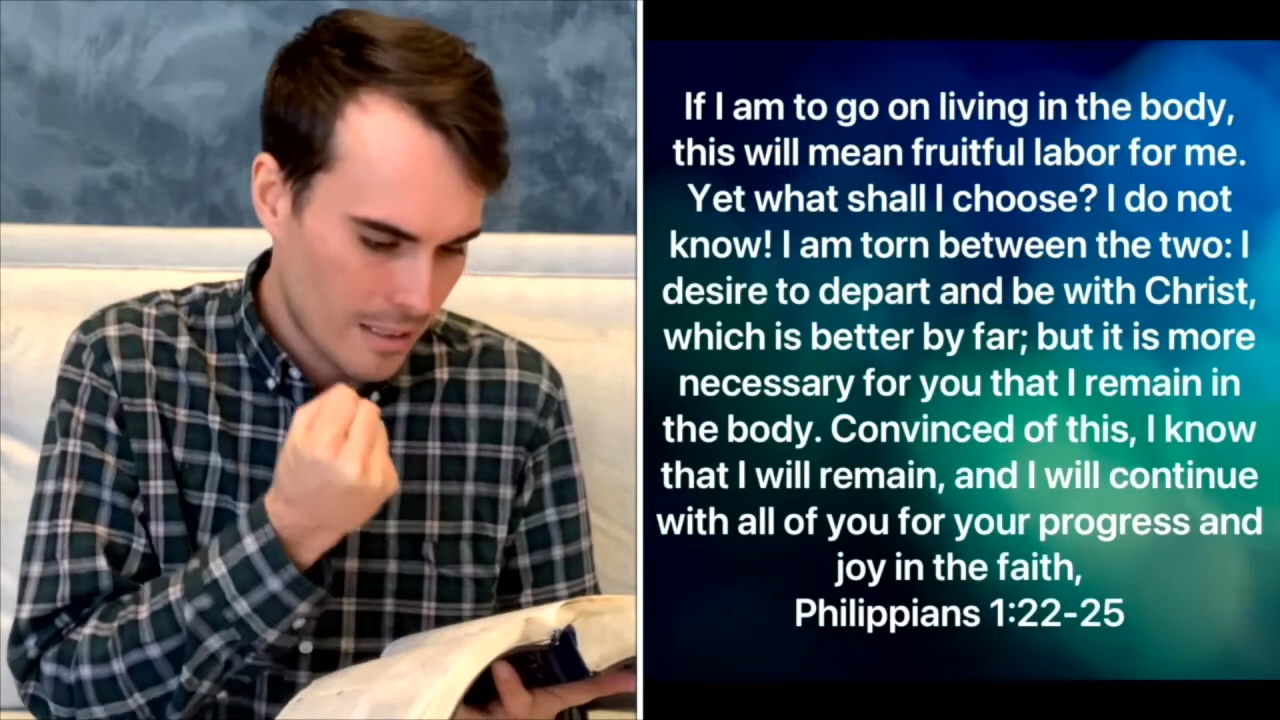 If I am to go on living in the body,
this will mean fruitful labor for me.
Yet what shall I choose? I do not
know! I am torn between the two: I
desire to depart and be with Christ,
which is better by far; but it is more
necessary for you that I remain in
the body. Convinced of this, I know
that I will remain, and I will continue
with all of you for your progress and
joy in the faith,
Philippians 1:22-25